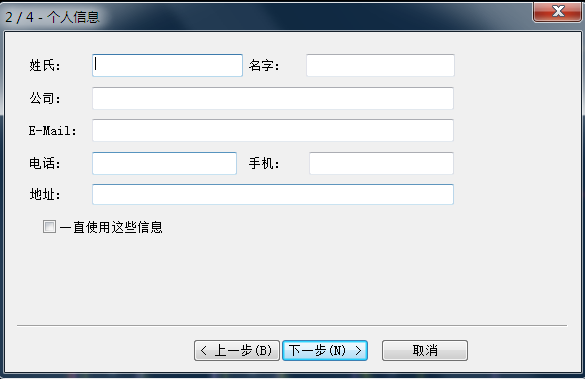 2 / 4 - 个人信息
姓氏： 名字：
公司：
E-Mail：
电话： 手机：
地址：
一直使用这些信息
< 上一步(B) 下一步(N) > 取消